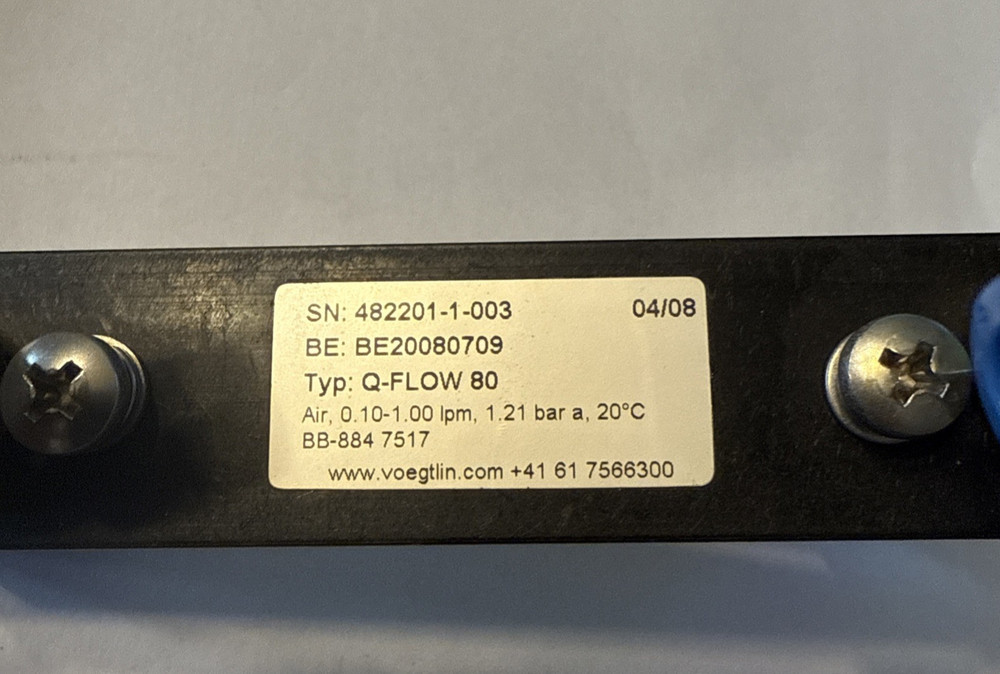 SN: 482201-1-003 04/08
BE: BE20080709
Typ: Q-FLOW 80
Air, 0.10-1.00 lpm, 1.21 bar a, 20°C
BB-884 7517
www.voegtlin.com +41 61 7566300